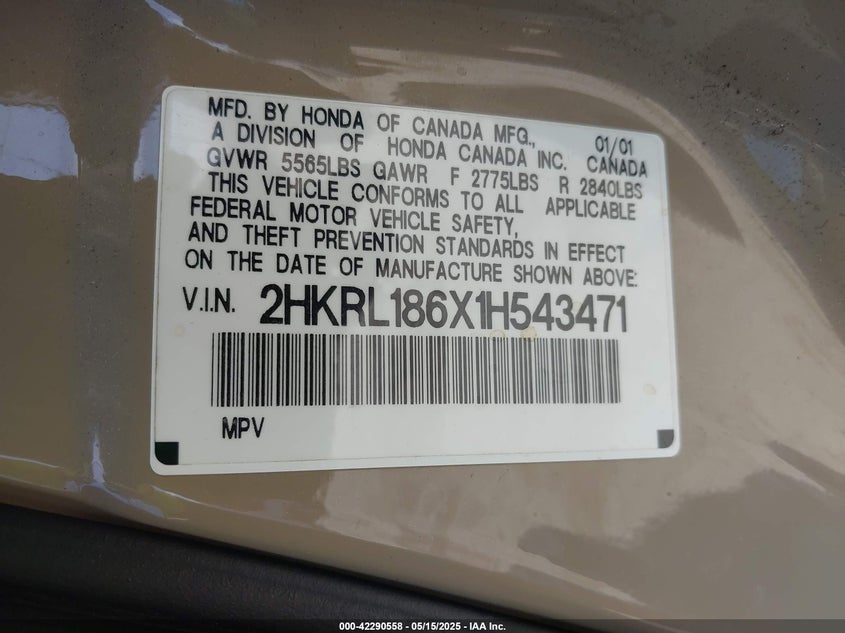 MFD. BY HONDA OF CANADA MFG., 01/01
A DIVISION OF HONDA CANADA INC. CANADA
GVWR 5565LBS GAWR F 2775LBS R 2840LBS
THIS VEHICLE CONFORMS TO ALL APPLICABLE
FEDERAL MOTOR VEHICLE SAFETY,
AND THEFT PREVENTION STANDARDS IN EFFECT
ON THE DATE OF MANUFACTURE SHOWN ABOVE:
V.I.N. 2HKRL186X1H543471
MPV
000-42290558 - 05/15/2025 - IAA Inc.